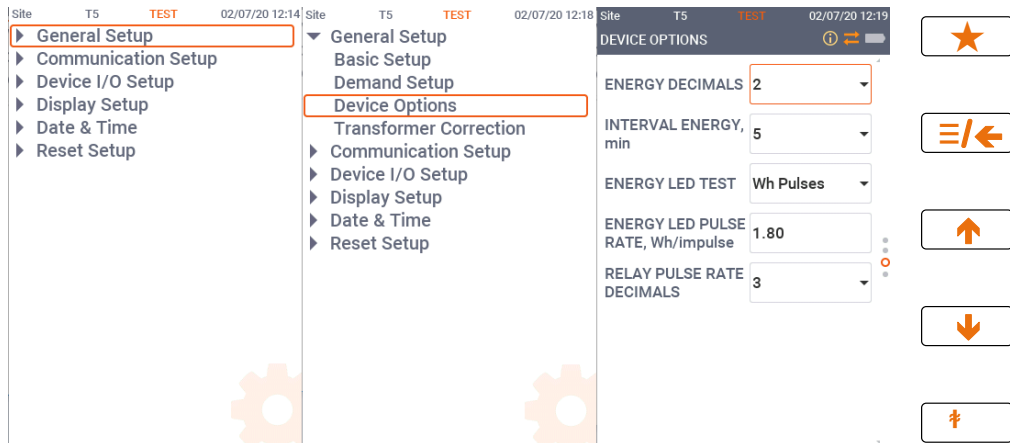 Site T5 TEST 02/07/20 12:14
General Setup
Communication Setup
Device I/O Setup
Display Setup
Date & Time
Reset Setup
Site T5 TEST 02/07/20 12:18
General Setup
Basic Setup
Demand Setup
Device Options
Transformer Correction
Communication Setup
Device I/O Setup
Display Setup
Date & Time
Reset Setup
Site T5 TEST 02/07/20 12:19
DEVICE OPTIONS
ENERGY DECIMALS 2
INTERVAL ENERGY, 5
min
ENERGY LED TEST Wh Pulses
ENERGY LED PULSE 1.80
RATE, Wh/impulse
RELAY PULSE RATE 3
DECIMALS